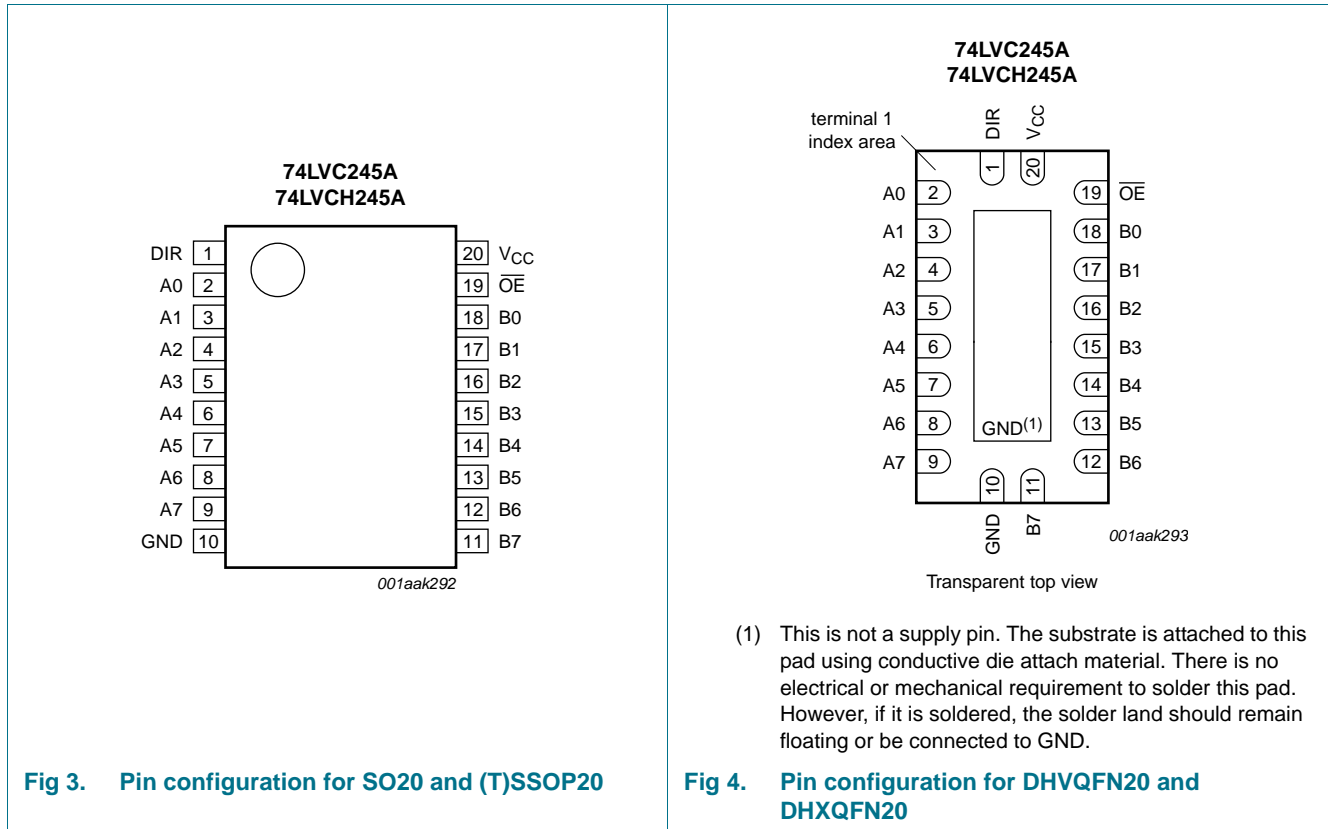 74LVC245A
74LVCH245A
DIR 1
A0 2
A1 3
A2 4
A3 5
A4 6
A5 7
A6 8
A7 9
GND 10
20 VCC
19 OE
18 B0
17 B1
16 B2
15 B3
14 B4
13 B5
12 B6
11 B7
001aak292
Fig 3. Pin configuration for SO20 and (T)SSOP20
74LVC245A
74LVCH245A
terminal 1
index area
DIR
VCC
1
20
A0 2
A1 3
A2 4
A3 5
A4 6
A5 7
A6 8
A7 9
19 OE
18 B0
17 B1
16 B2
15 B3
14 B4
13 B5
12 B6
GND(1)
10
11
GND
B7
001aak293
Transparent top view
(1) This is not a supply pin. The substrate is attached to this
pad using conductive die attach material. There is no
electrical or mechanical requirement to solder this pad.
However, if it is soldered, the solder land should remain
floating or be connected to GND.
Fig 4. Pin configuration for DHVQFN20 and
DHXQFN20